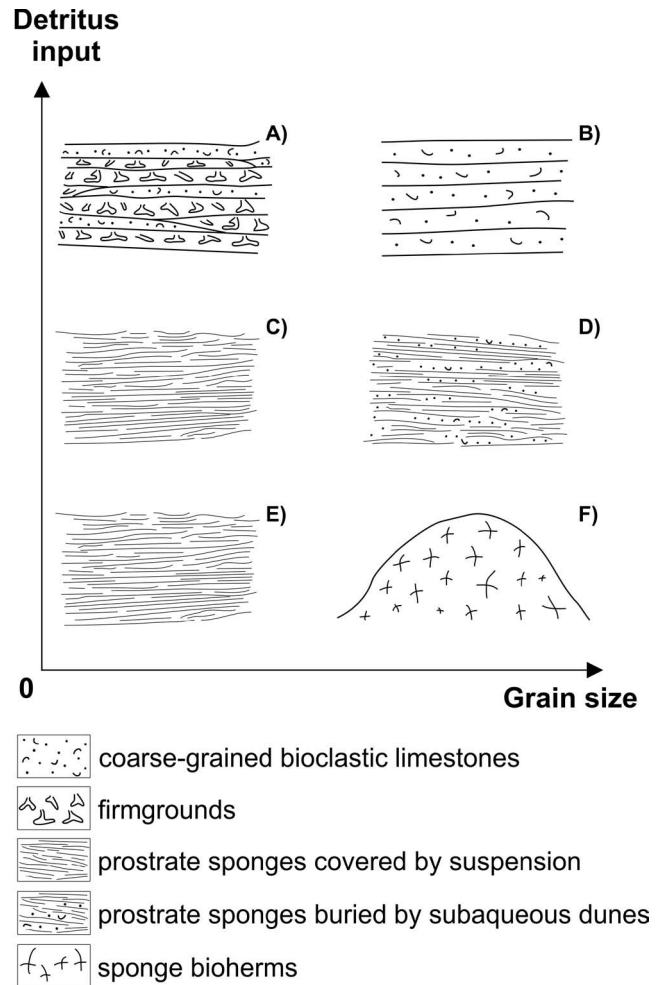 Detritus
input
A)
B)
C)
D)
E)
F)
0
Grain size
coarse-grained bioclastic limestones
firmgrounds
prostrate sponges covered by suspension
prostrate sponges buried by subaqueous dunes
sponge bioherms